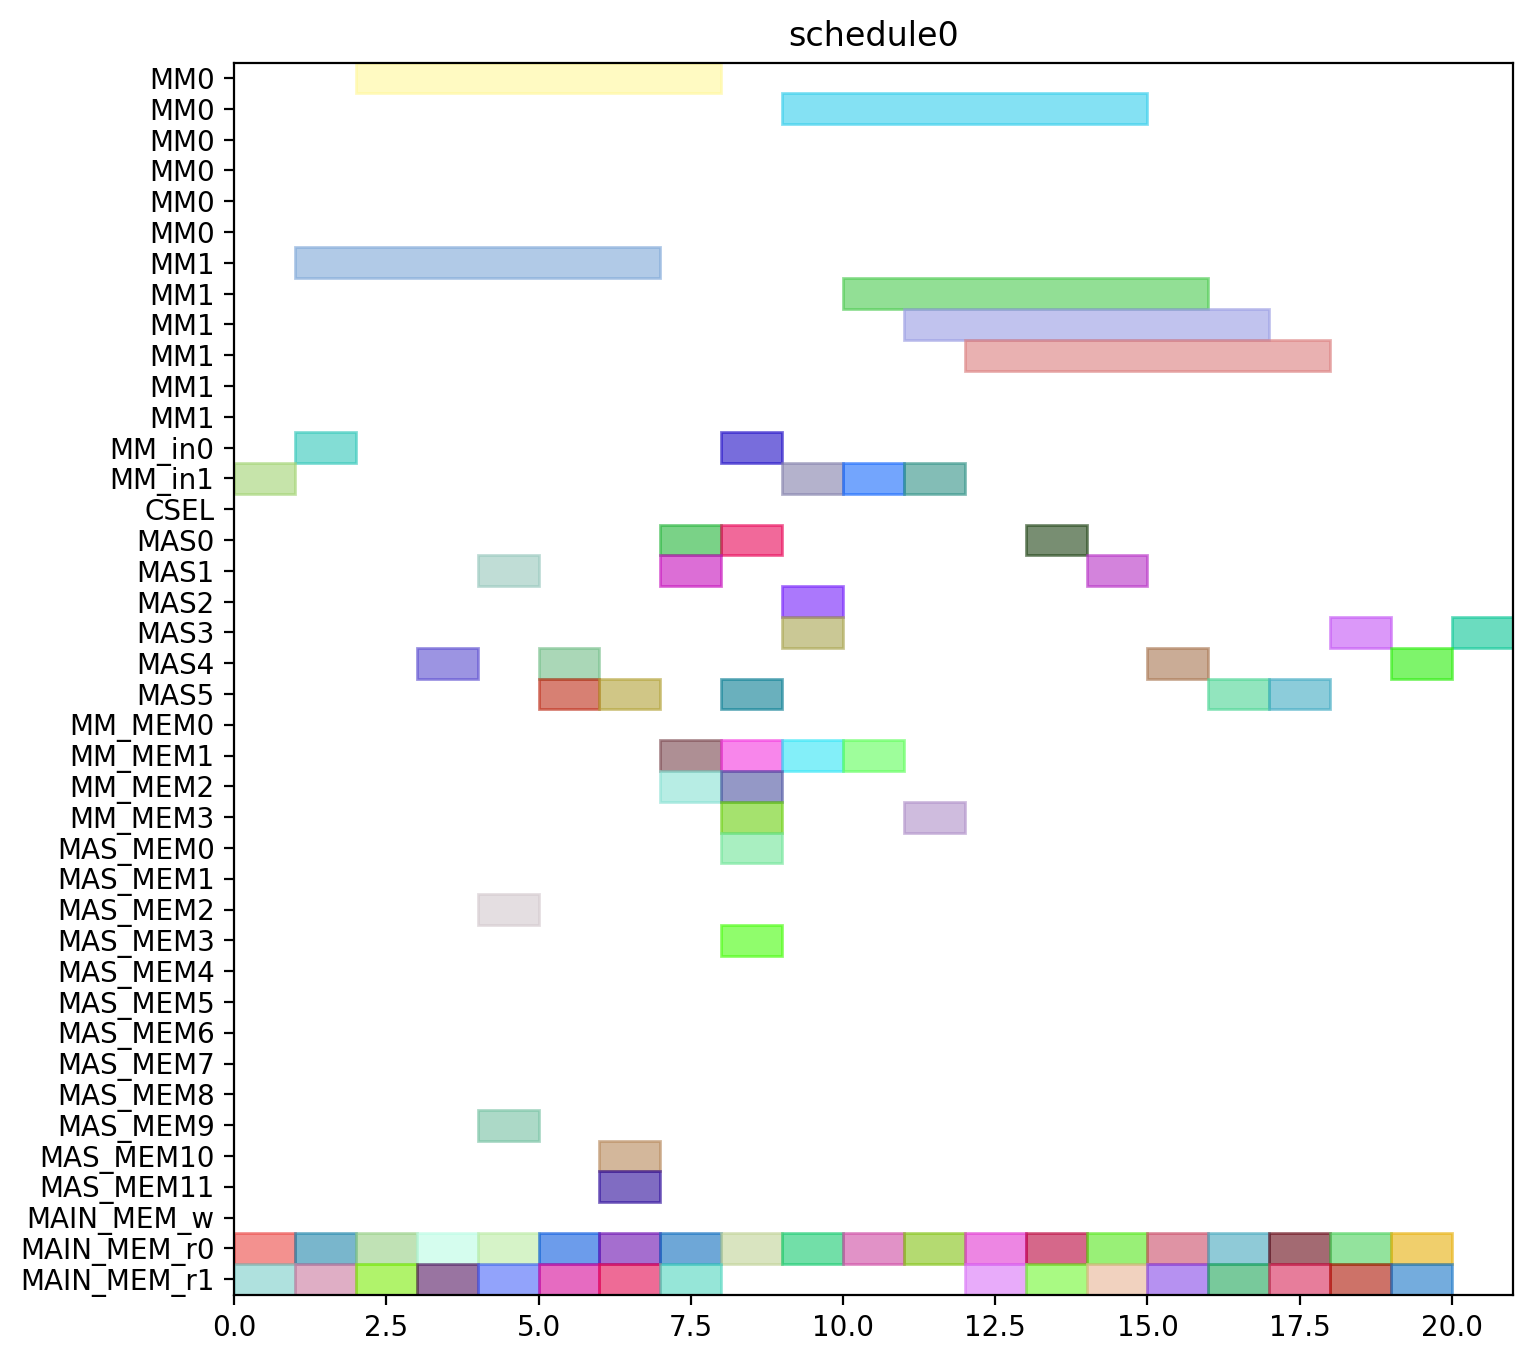 schedule0
MM0
MM0
MM0
MM0
MM0
MM0
MM1
MM1
MM1
MM1
MM1
MM1
MM_in0
MM_in1
CSEL
MAS0
MAS1
MAS2
MAS3
MAS4
MAS5
MM_MEM0
MM_MEM1
MM_MEM2
MM_MEM3
MAS_MEM0
MAS_MEM1
MAS_MEM2
MAS_MEM3
MAS_MEM4
MAS_MEM5
MAS_MEM6
MAS_MEM7
MAS_MEM8
MAS_MEM9
MAS_MEM10
MAS_MEM11
MAIN_MEM_w
MAIN_MEM_r0
MAIN_MEM_r1
0.0 2.5 5.0 7.5 10.0 12.5 15.0 17.5 20.0